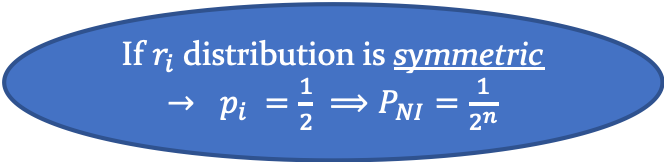 If rᵢ distribution is symmetric
→ pᵢ = 1/2 ⟹ P_NI = 1/2ⁿ